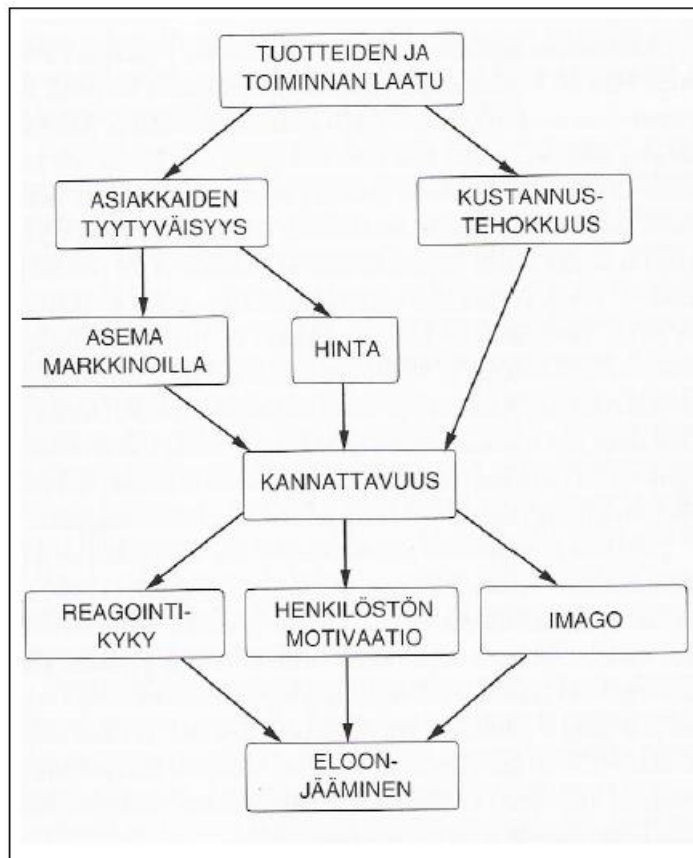 TUOTTEIDEN JA
TOIMINNAN LAATU
ASIAKKAIDEN
TYYTYVÄISYYS
KUSTANNUS-
TEHOKKUUS
ASEMA
MARKKINOILLA
HINTA
KANNATTAVUUS
REAGOINTI-
KYKY
HENKILÖSTÖN
MOTIVAATIO
IMAGO
ELOON-
JÄÄMINEN